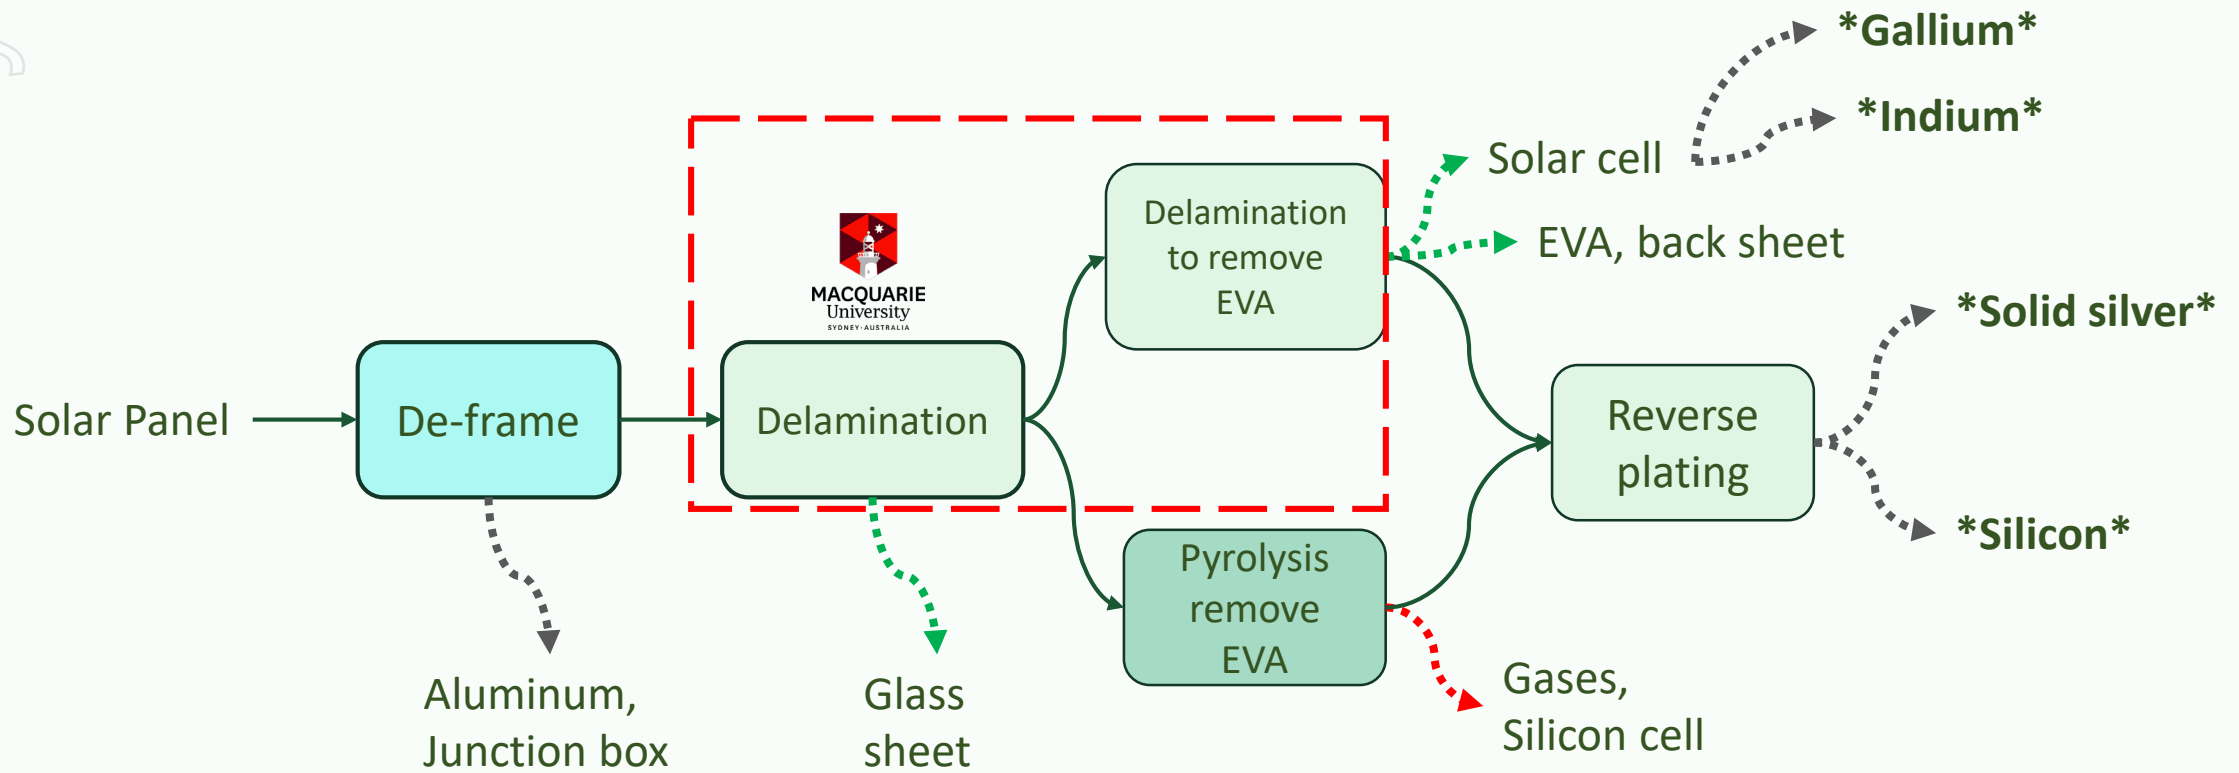 *Gallium*
*Indium*
Solar cell
EVA, back sheet
Delamination
to remove
EVA
MACQUARIE
University
SYDNEY·AUSTRALIA
*Solid silver*
Solar Panel
De-frame
Delamination
Reverse
plating
*Silicon*
Pyrolysis
remove
EVA
Aluminum,
Junction box
Glass
sheet
Gases,
Silicon cell